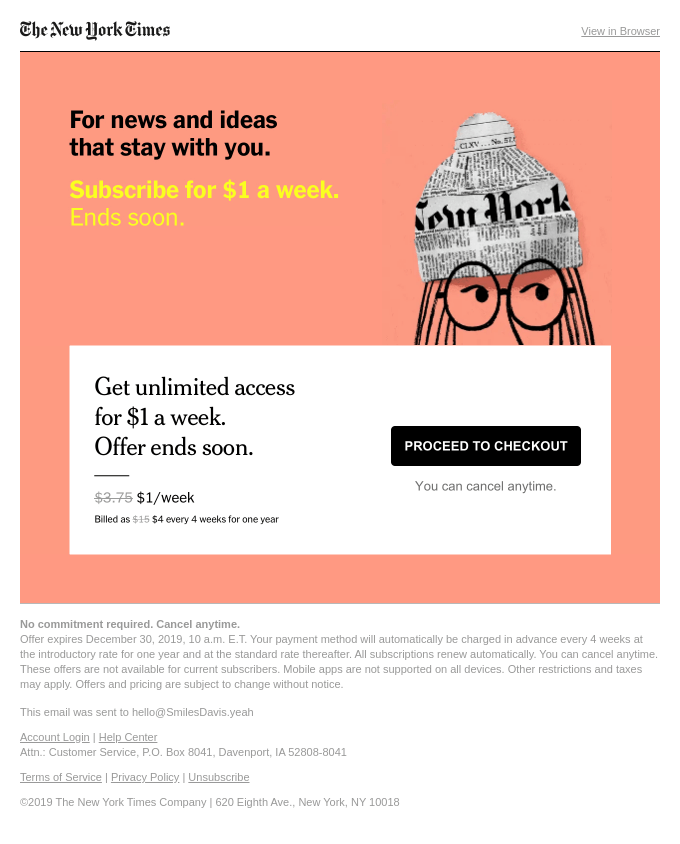 The New York Times
View in Browser
For news and ideas
that stay with you.
Subscribe for $1 a week.
Ends soon.
CLXV . . . No. 57,
New York
Get unlimited access
for $1 a week.
Offer ends soon.
$3.75 $1/week
Billed as $15 $4 every 4 weeks for one year
PROCEED TO CHECKOUT
You can cancel anytime.
No commitment required. Cancel anytime.
Offer expires December 30, 2019, 10 a.m. E.T. Your payment method will automatically be charged in advance every 4 weeks at
the introductory rate for one year and at the standard rate thereafter. All subscriptions renew automatically. You can cancel anytime.
These offers are not available for current subscribers. Mobile apps are not supported on all devices. Other restrictions and taxes
may apply. Offers and pricing are subject to change without notice.
This email was sent to hello@SmilesDavis.yeah
Account Login | Help Center
Attn.: Customer Service, P.O. Box 8041, Davenport, IA 52808-8041
Terms of Service | Privacy Policy | Unsubscribe
©2019 The New York Times Company | 620 Eighth Ave., New York, NY 10018